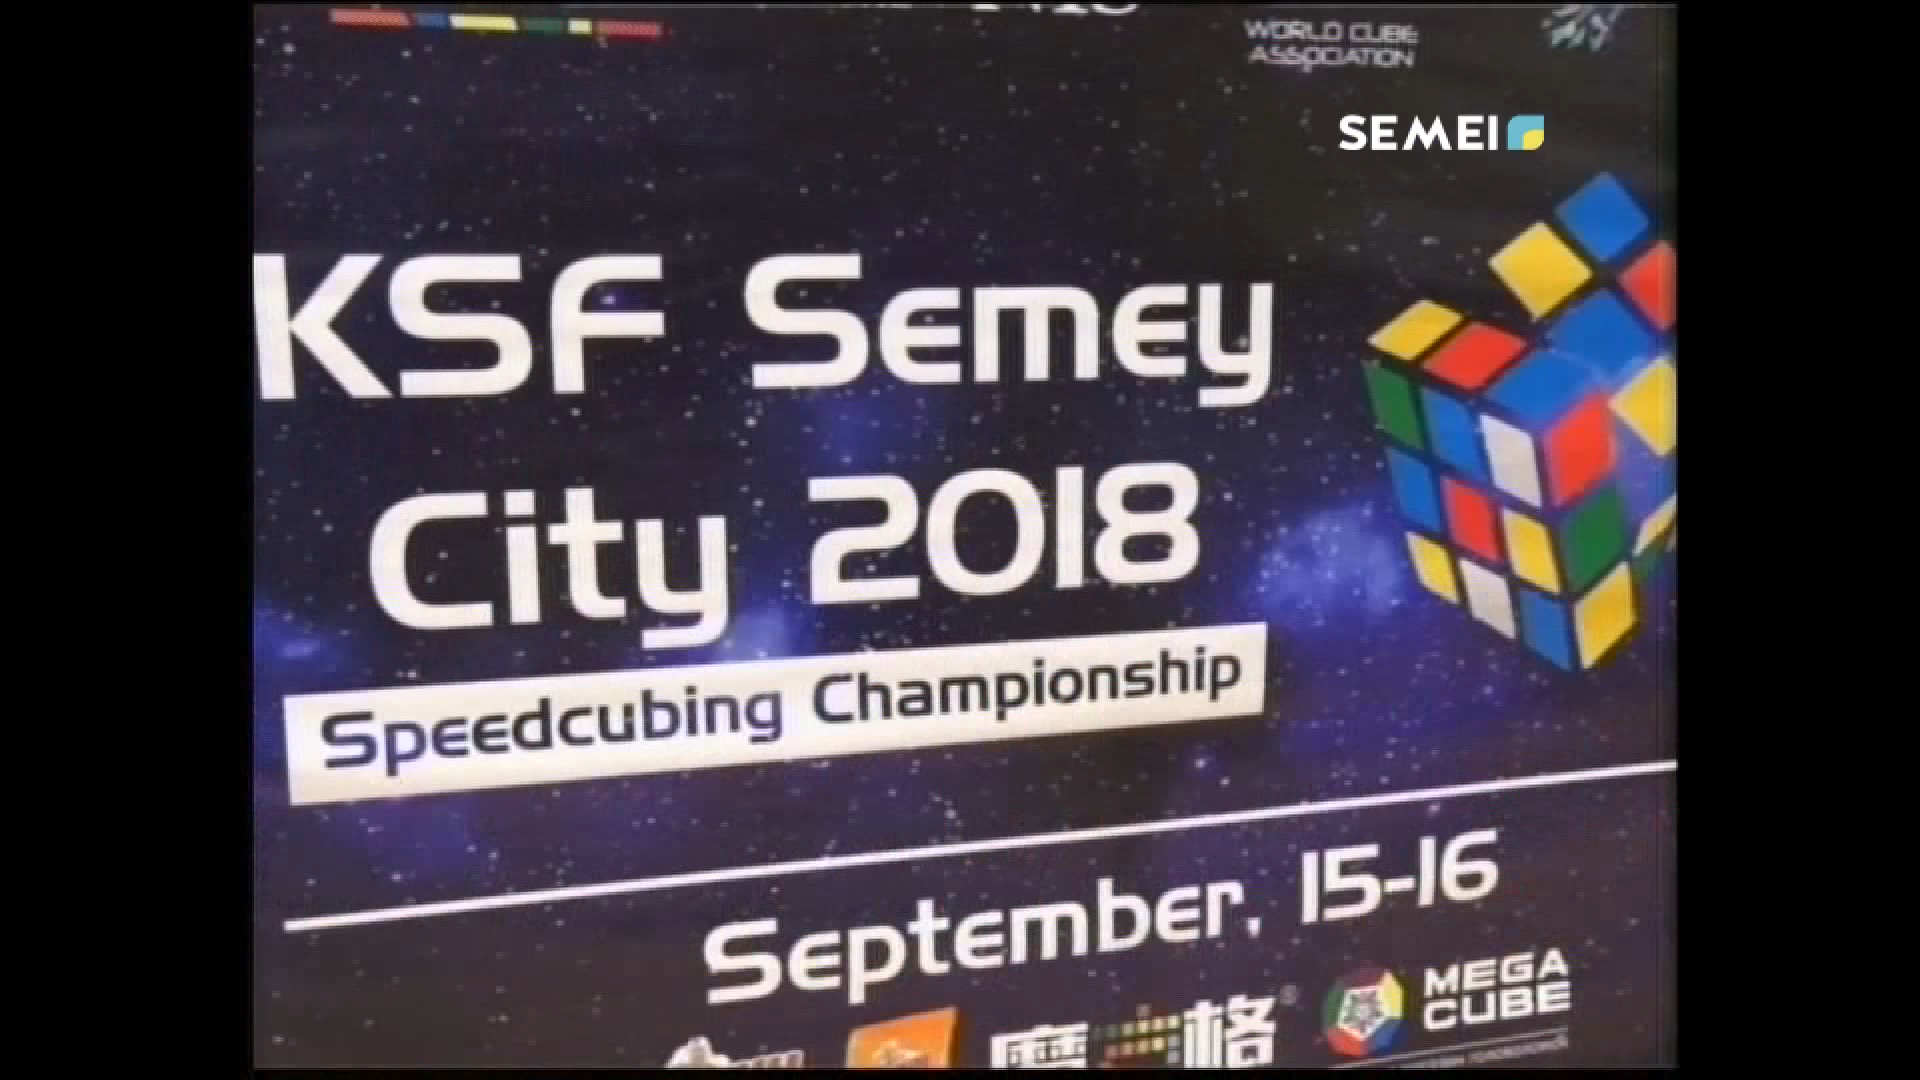 WORLD CUBE
ASSOCIATION
SEMEI
KSF Semey
City 2018
Speedcubing Championship
September, 15-16
MEGA
CUBE